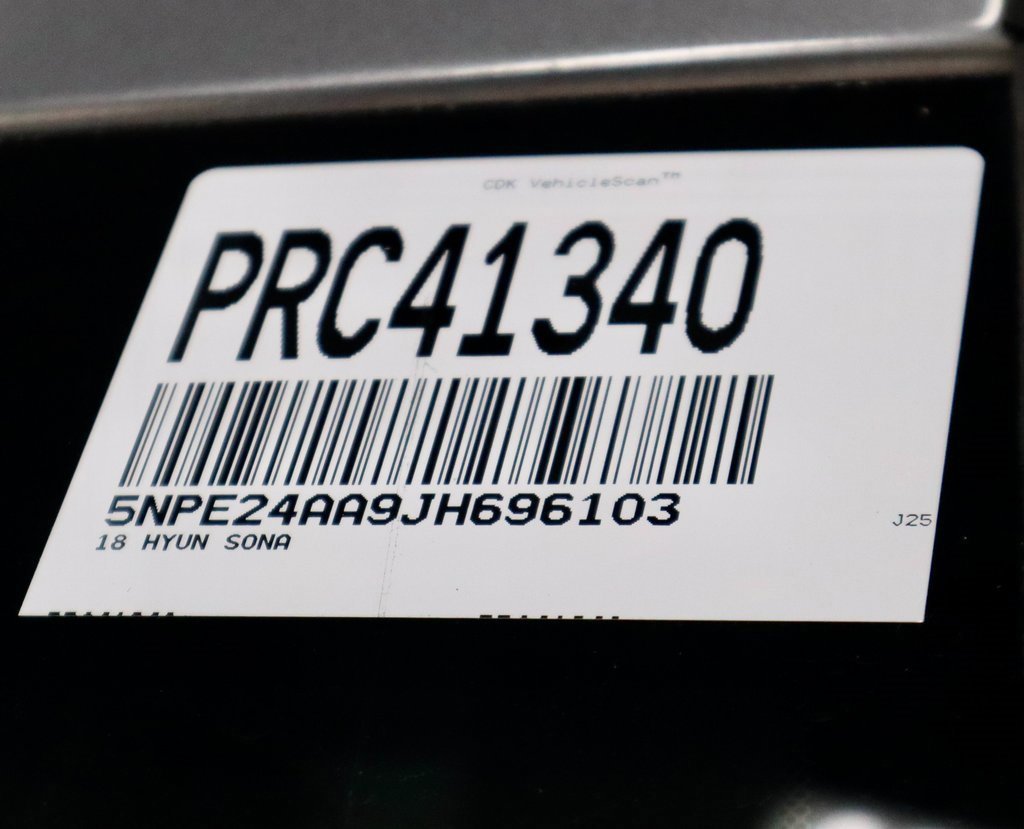 CDK VehicleScan™
PRC41340
5NPE24AA9JH696103
18 HYUN SONA
J25